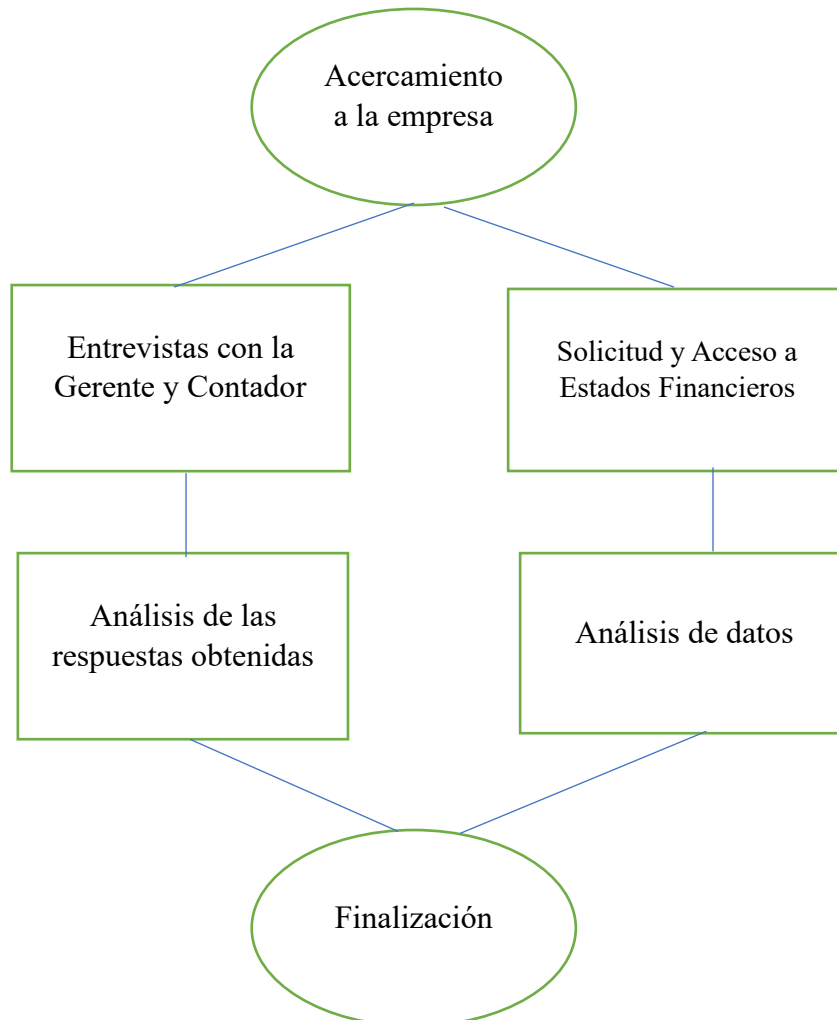 Acercamiento
a la empresa
Entrevistas con la
Gerente y Contador
Solicitud y Acceso a
Estados Financieros
Análisis de las
respuestas obtenidas
Análisis de datos
Finalización